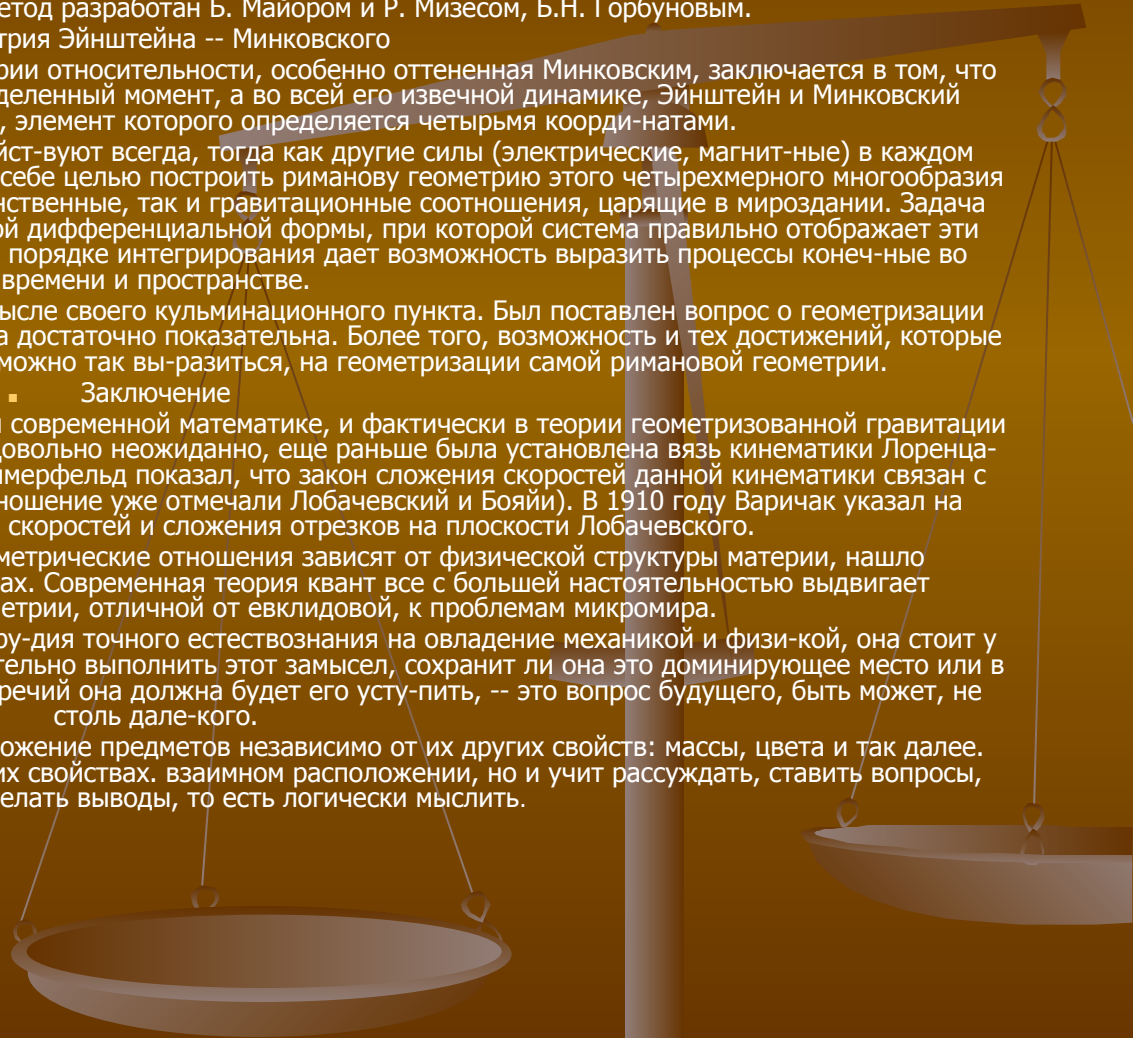 етод разработан Б. Майором и Р. Мизесом, Б.Н. Горбуновым.
трия Эйнштейна -- Минковского
рии относительности, особенно оттененная Минковским, заключается в том, что
деленный момент, а во всей его извечной динамике, Эйнштейн и Минковский
, элемент которого определяется четырьмя коорди-натами.
йст-вуют всегда, тогда как другие силы (электрические, магнит-ные) в каждом
себе целью построить риманову геометрию этого четырехмерного многообразия
нственные, так и гравитационные соотношения, царящие в мироздании. Задача
ой дифференциальной формы, при которой система правильно отображает эти
порядке интегрирования дает возможность выразить процессы конеч-ные во
времени и пространстве.
ысле своего кульминационного пункта. Был поставлен вопрос о геометризации
а достаточно показательна. Более того, возможность и тех достижений, которые
можно так вы-разиться, на геометризации самой римановой геометрии.
Заключение
и современной математике, и фактически в теории геометризованной гравитации
довольно неожиданно, еще раньше была установлена вязь кинематики Лоренца-
ммерфельд показал, что закон сложения скоростей данной кинематики связан с
ношение уже отмечали Лобачевский и Бояйи). В 1910 году Варичак указал на
скоростей и сложения отрезков на плоскости Лобачевского.
метрические отношения зависят от физической структуры материи, нашло
ах. Современная теория квант все с большей настоятельностью выдвигает
етрии, отличной от евклидовой, к проблемам микромира.
ру-дия точного естествознания на овладение механикой и физи-кой, она стоит у
тельно выполнить этот замысел, сохранит ли она это доминирующее место или в
речий она должна будет его усту-пить, -- это вопрос будущего, быть может, не
столь дале-кого.
ожение предметов независимо от их других свойств: массы, цвета и так далее.
их свойствах. взаимном расположении, но и учит рассуждать, ставить вопросы,
елать выводы, то есть логически мыслить.